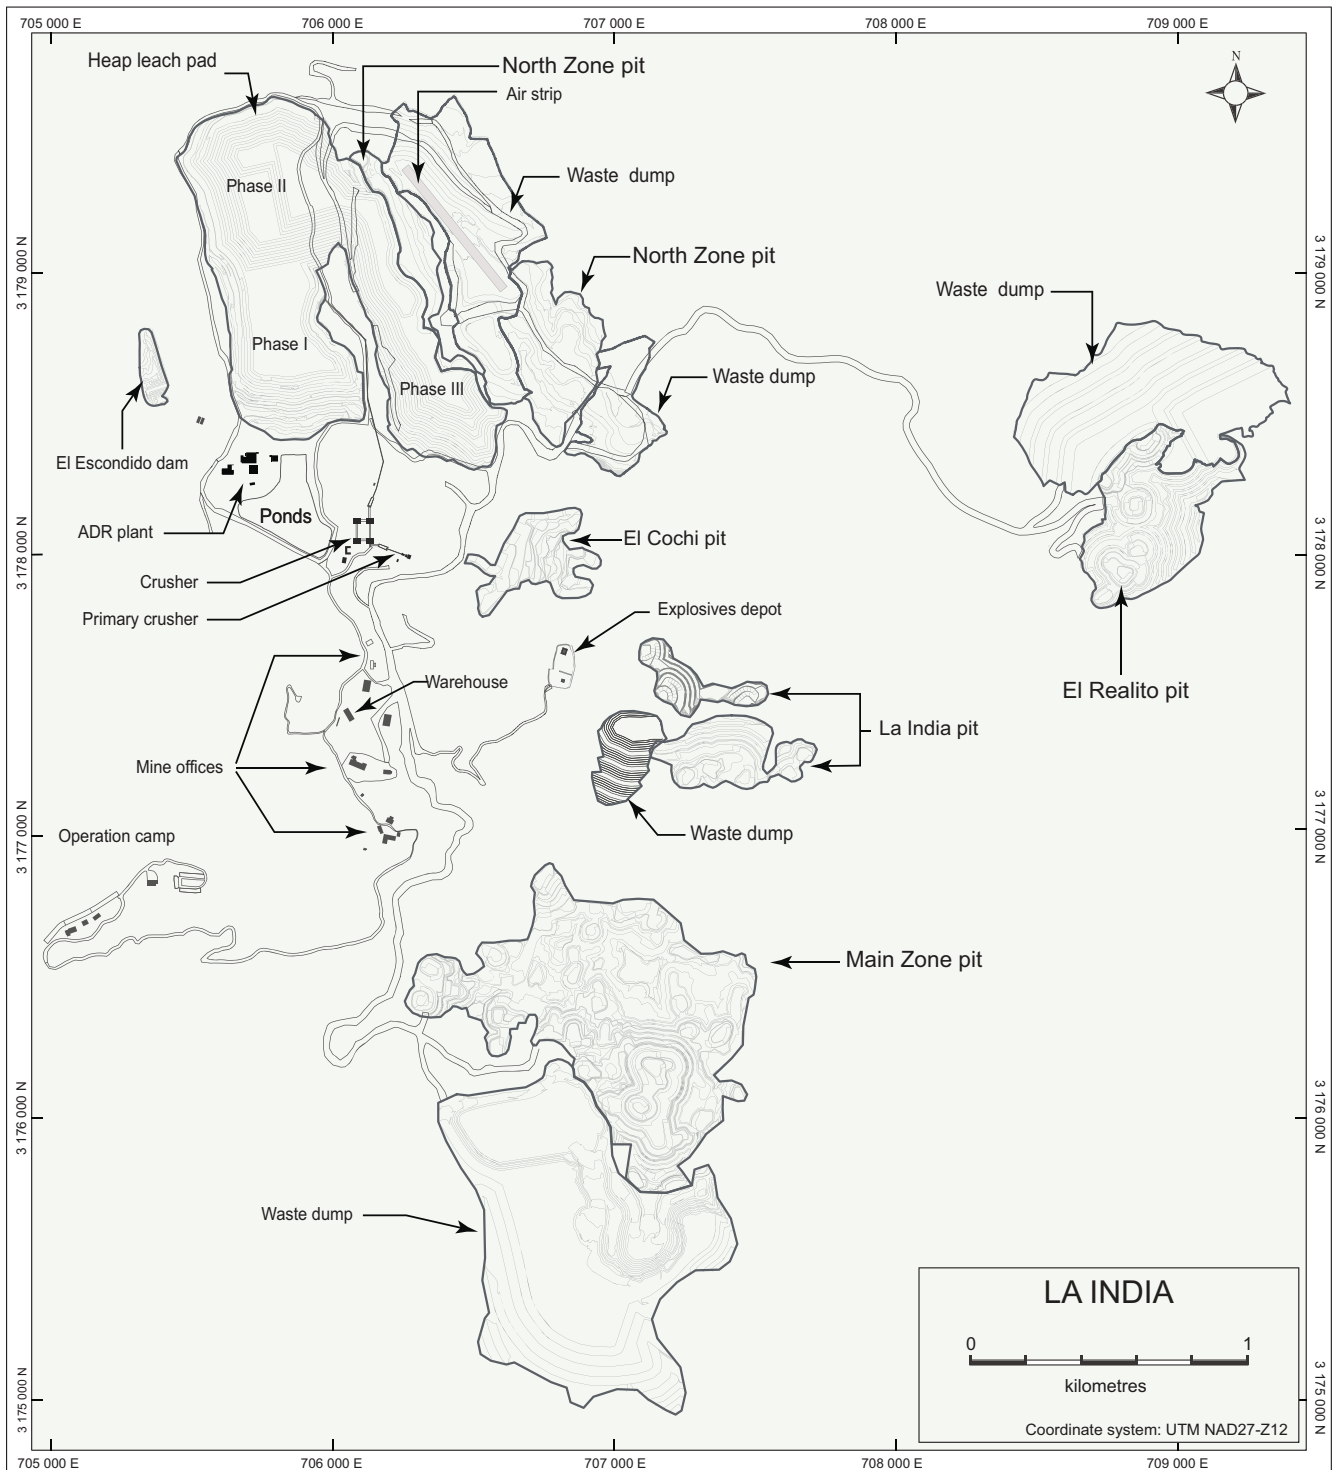 705 000 E
706 000 E
707 000 E
708 000 E
709 000 E
Heap leach pad
North Zone pit
Air strip
N
Phase II
Waste dump
3 179 000 N
North Zone pit
3 179 000 N
Waste dump
Phase I
Phase III
Waste dump
El Escondido dam
Ponds
ADR plant
El Cochi pit
3 178 000 N
3 178 000 N
Crusher
Primary crusher
Explosives depot
Warehouse
El Realito pit
La India pit
Mine offices
Waste dump
Operation camp
3 177 000 N
3 177 000 N
Main Zone pit
3 176 000 N
3 176 000 N
Waste dump
LA INDIA
0 1
kilometres
3 175 000 N
3 175 000 N
Coordinate system: UTM NAD27-Z12
705 000 E
706 000 E
707 000 E
708 000 E
709 000 E